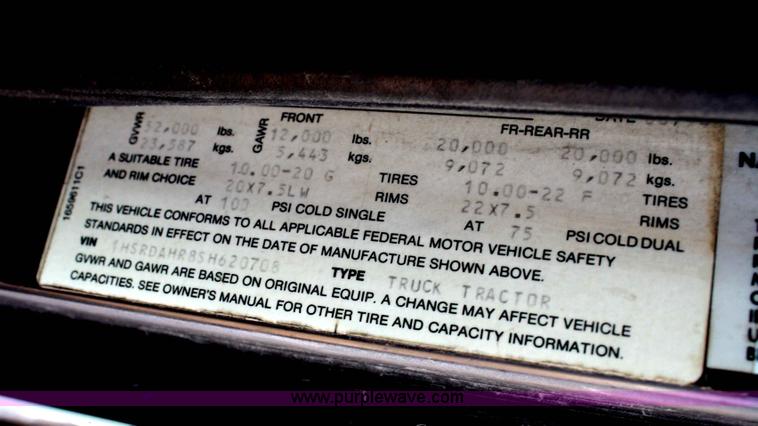 FRONT FR-REAR-RR
GVWR 52,000 lbs. GAWR 12,000 lbs. 20,000 20,000 lbs.
23,587 kgs. 5,443 kgs. 9,072 9,072 kgs.
A SUITABLE TIRE 10.00-20 G TIRES 10.00-22 F TIRES
AND RIM CHOICE 20X7.5LW RIMS 22X7.5 RIMS
AT 100 PSI COLD SINGLE AT 75 PSI COLD DUAL
THIS VEHICLE CONFORMS TO ALL APPLICABLE FEDERAL MOTOR VEHICLE SAFETY
STANDARDS IN EFFECT ON THE DATE OF MANUFACTURE SHOWN ABOVE.
VIN 1HSRDAHR8SH620708 TYPE TRUCK TRACTOR
GVWR AND GAWR ARE BASED ON ORIGINAL EQUIP. A CHANGE MAY AFFECT VEHICLE
CAPACITIES. SEE OWNER'S MANUAL FOR OTHER TIRE AND CAPACITY INFORMATION.
1659611C1
www.purplewave.com